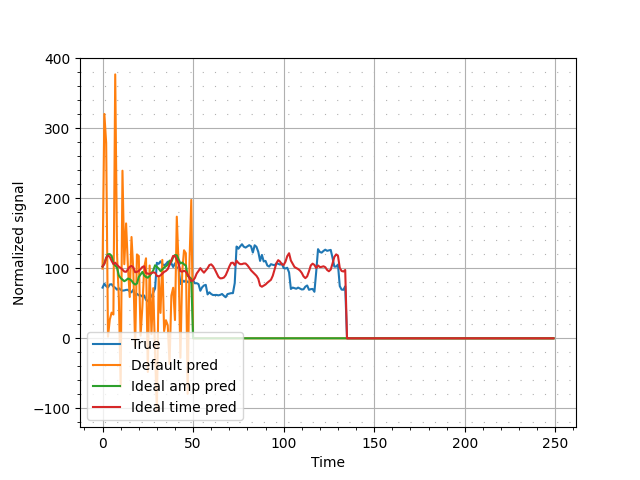 400
300
200
100
0
−100
Normalized signal
True
Default pred
Ideal amp pred
Ideal time pred
0 50 100 150 200 250
Time